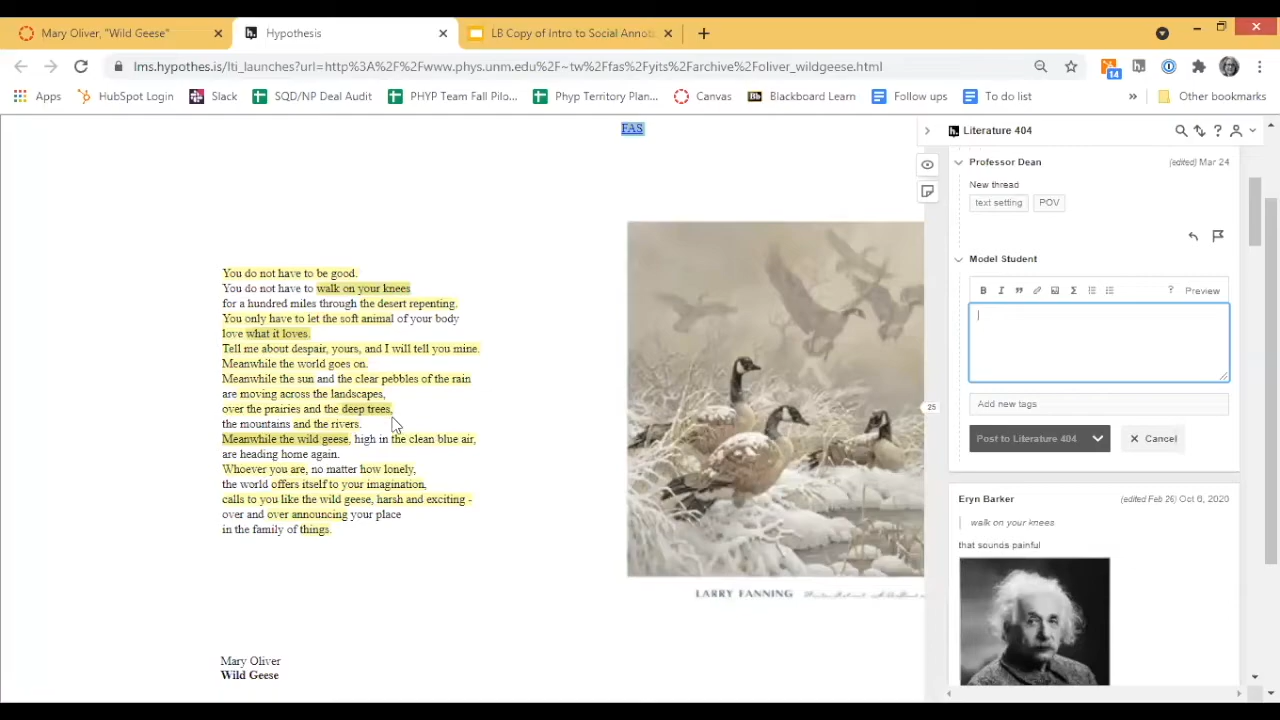 Mary Oliver, "Wild Geese"
Hypothesis
LB Copy of Intro to Social Annot
lms.hypothes.is/lti_launches?url=http%3A%2F%2Fwww.phys.unm.edu%2F~tw%2Ffas%2Fyits%2Farchive%2Foliver_wildgeese.html
14
Apps
HubSpot Login
Slack
SQD/NP Deal Audit
PHYP Team Fall Pilo...
Phyp Territory Plan...
Canvas
Bb
Blackboard Learn
Follow ups
To do list
»
Other bookmarks
FAS
You do not have to be good.
You do not have to walk on your knees
for a hundred miles through the desert repenting.
You only have to let the soft animal of your body
love what it loves.
Tell me about despair, yours, and I will tell you mine.
Meanwhile the world goes on.
Meanwhile the sun and the clear pebbles of the rain
are moving across the landscapes,
over the prairies and the deep trees,
the mountains and the rivers.
Meanwhile the wild geese, high in the clean blue air,
are heading home again.
Whoever you are, no matter how lonely,
the world offers itself to your imagination,
calls to you like the wild geese, harsh and exciting -
over and over announcing your place
in the family of things.
LARRY FANNING
Mary Oliver
Wild Geese
25
h.
Literature 404
?
Professor Dean
(edited) Mar 24
New thread
text setting
POV
Model Student
B I ” Σ ? Preview
Add new tags
Post to Literature 404
Cancel
Eryn Barker
(edited Feb 26) Oct 6, 2020
walk on your knees
that sounds painful